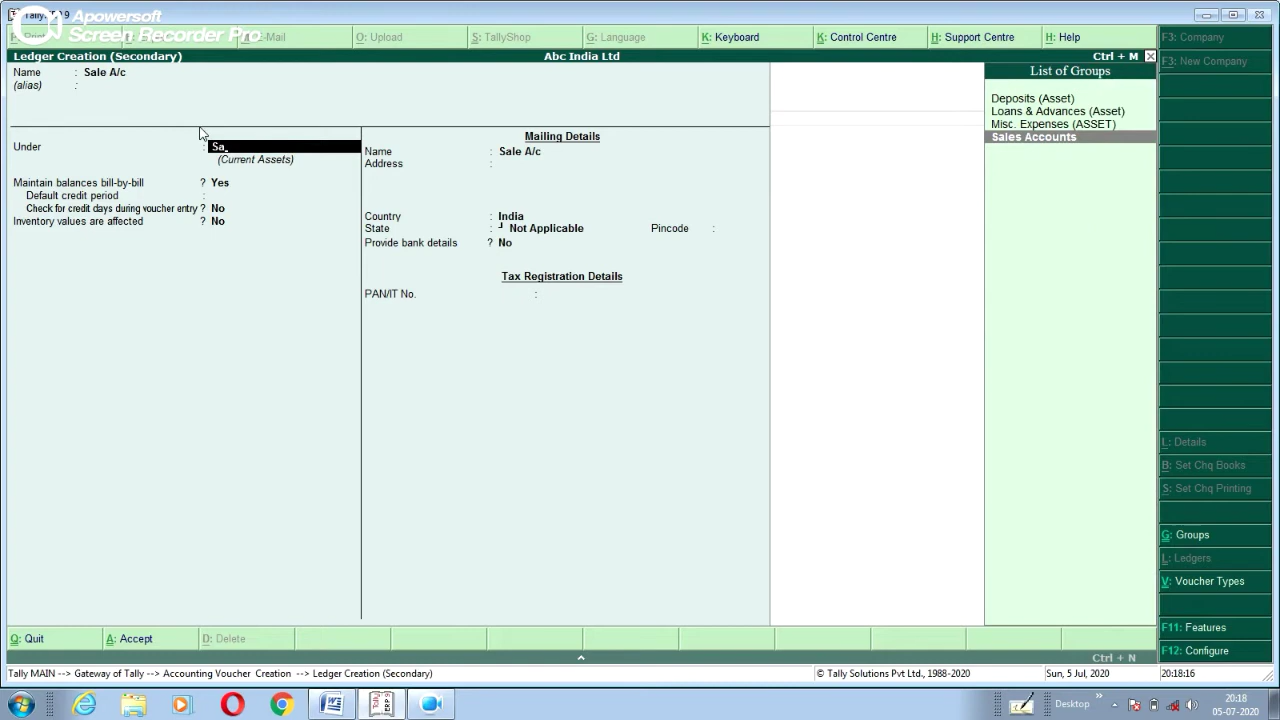 Tally.ERP 9
Apowersoft
Screen Recorder Pro
P: Print
E-Mail
O: Upload
S: TallyShop
G: Language
K: Keyboard
K: Control Centre
H: Support Centre
H: Help
F3: Company
Ledger Creation (Secondary)
Abc India Ltd
Ctrl + M
F3: New Company
Name : Sale A/c
(alias) :
List of Groups
Deposits (Asset)
Loans & Advances (Asset)
Misc. Expenses (ASSET)
Sales Accounts
Under : Sa
(Current Assets)
Maintain balances bill-by-bill ? Yes
Default credit period :
Check for credit days during voucher entry ? No
Inventory values are affected ? No
Mailing Details
Name : Sale A/c
Address :
Country : India
State : ┘ Not Applicable Pincode :
Provide bank details ? No
Tax Registration Details
PAN/IT No. :
L: Details
B: Set Chq Books
S: Set Chq Printing
G: Groups
L: Ledgers
V: Voucher Types
F11: Features
F12: Configure
Q: Quit
A: Accept
D: Delete
Ctrl + N
Tally MAIN --> Gateway of Tally --> Accounting Voucher Creation --> Ledger Creation (Secondary)
© Tally Solutions Pvt Ltd., 1988-2020
Sun, 5 Jul, 2020
20:18:16
Desktop
20:18
05-07-2020